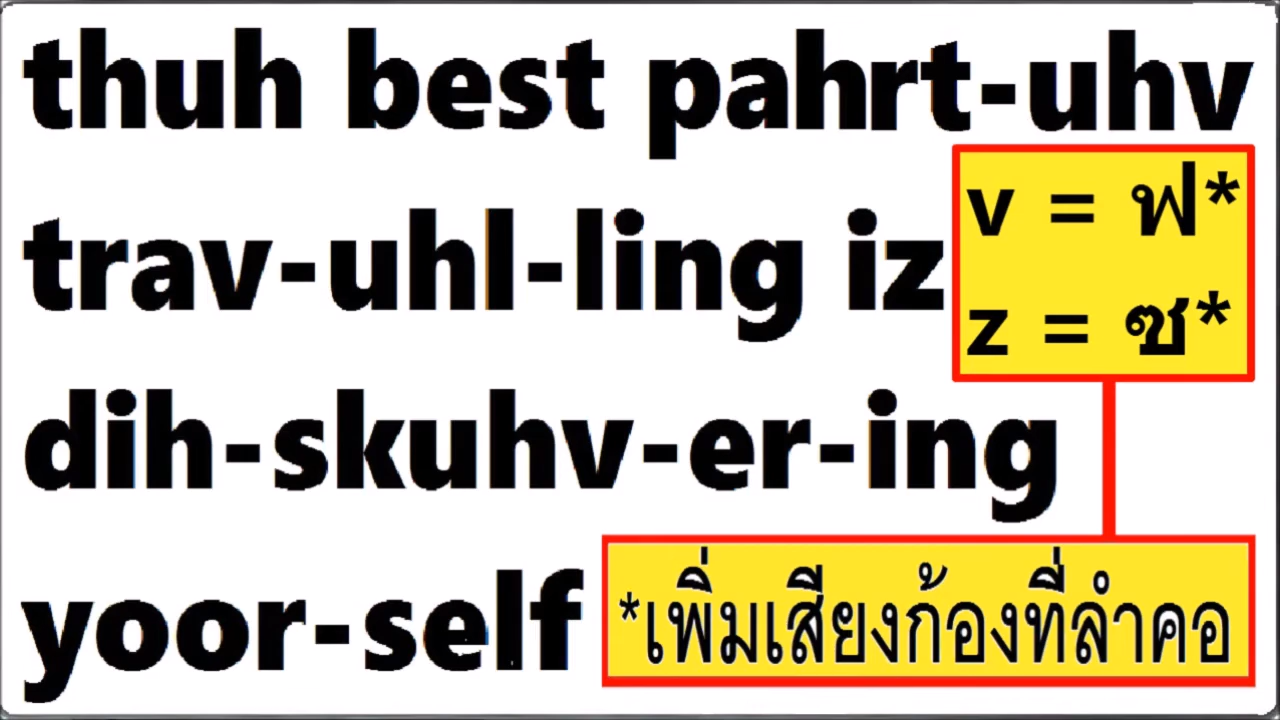 thuh best pahrt-uhv
trav-uhl-ling iz
v = ฟ*
z = ซ*
dih-skuhv-er-ing
yoor-self
*เพิ่มเสียงก้องที่ลำคอ